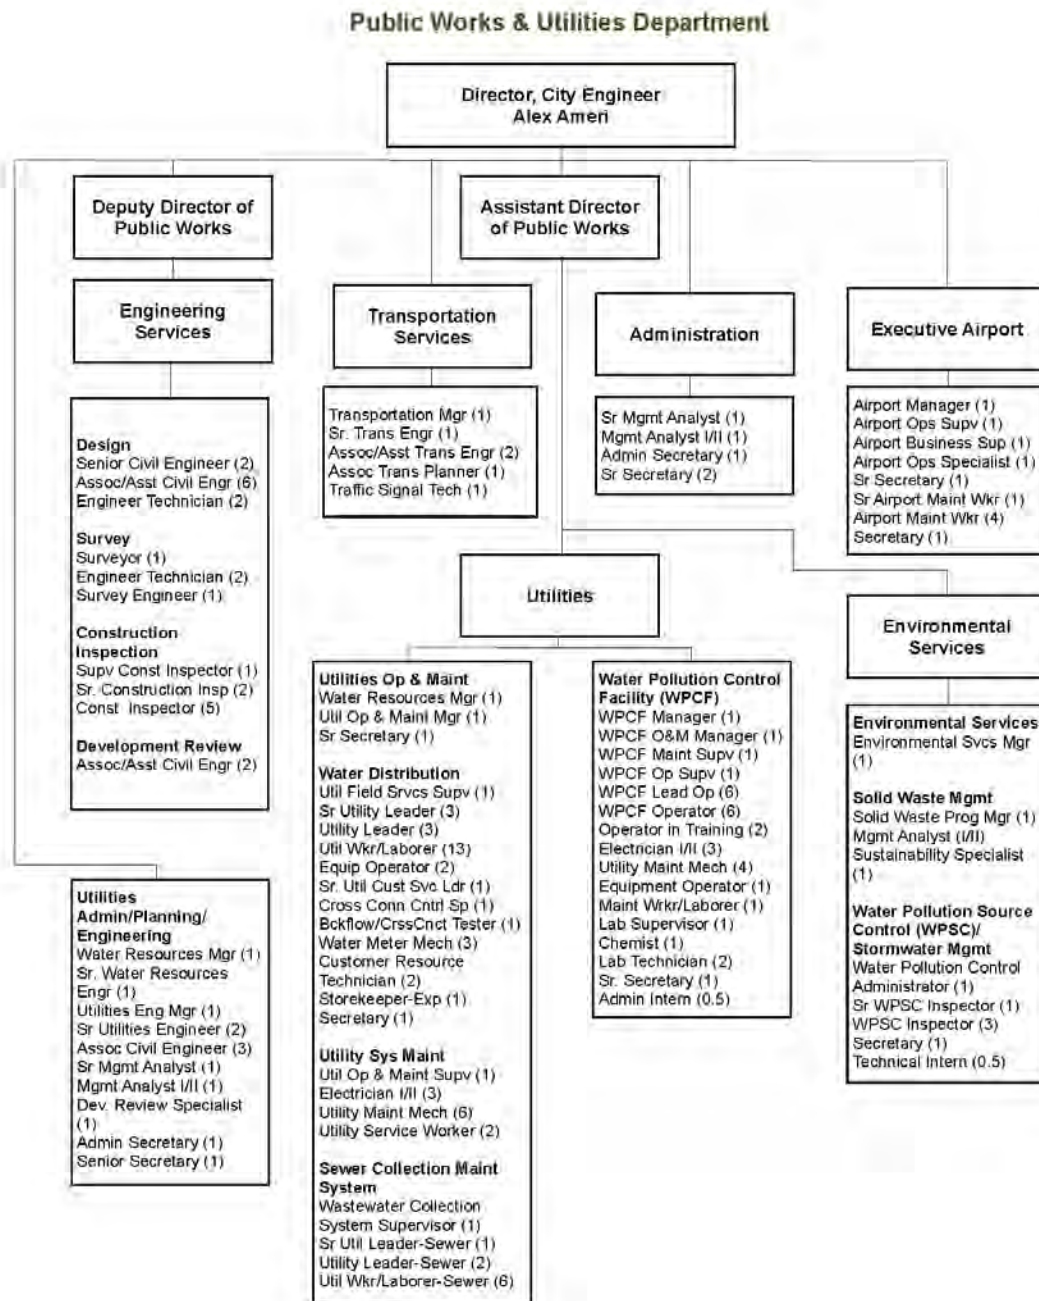 Public Works & Utilities Department
Director, City Engineer
Alex Ameri
Deputy Director of
Public Works
Assistant Director
of Public Works
Engineering
Services
Transportation
Services
Administration
Executive Airport
Design
Senior Civil Engineer (2)
Assoc/Asst Civil Engr (6)
Engineer Technician (2)
Survey
Surveyor (1)
Engineer Technician (2)
Survey Engineer (1)
Construction
Inspection
Supv Const Inspector (1)
Sr. Construction Insp (2)
Const Inspector (5)
Development Review
Assoc/Asst Civil Engr (2)
Transportation Mgr (1)
Sr. Trans Engr (1)
Assoc/Asst Trans Engr (2)
Assoc Trans Planner (1)
Traffic Signal Tech (1)
Sr Mgmt Analyst (1)
Mgmt Analyst I/II (1)
Admin Secretary (1)
Sr Secretary (2)
Airport Manager (1)
Airport Ops Supv (1)
Airport Business Sup (1)
Airport Ops Specialist (1)
Sr Secretary (1)
Sr Airport Maint Wkr (1)
Airport Maint Wkr (4)
Secretary (1)
Utilities
Environmental
Services
Utilities
Admin/Planning/
Engineering
Water Resources Mgr (1)
Sr. Water Resources
Engr (1)
Utilities Eng Mgr (1)
Sr Utilities Engineer (2)
Assoc Civil Engineer (3)
Sr Mgmt Analyst (1)
Mgmt Analyst I/II (1)
Dev. Review Specialist
(1)
Admin Secretary (1)
Senior Secretary (1)
Utilities Op & Maint
Water Resources Mgr (1)
Util Op & Maint Mgr (1)
Sr Secretary (1)
Water Distribution
Util Field Srvcs Supv (1)
Sr Utility Leader (3)
Utility Leader (3)
Util Wkr/Laborer (13)
Equip Operator (2)
Sr. Util Cust Svc Ldr (1)
Cross Conn Cntrl Sp (1)
Bckflow/CrssCnct Tester (1)
Water Meter Mech (3)
Customer Resource
Technician (2)
Storekeeper-Exp (1)
Secretary (1)
Utility Sys Maint
Util Op & Maint Supv (1)
Electrician I/II (3)
Utility Maint Mech (6)
Utility Service Worker (2)
Sewer Collection Maint
System
Wastewater Collection
System Supervisor (1)
Sr Util Leader-Sewer (1)
Utility Leader-Sewer (2)
Util Wkr/Laborer-Sewer (6)
Water Pollution Control
Facility (WPCF)
WPCF Manager (1)
WPCF O&M Manager (1)
WPCF Maint Supv (1)
WPCF Op Supv (1)
WPCF Lead Op (6)
WPCF Operator (6)
Operator in Training (2)
Electrician I/II (3)
Utility Maint Mech (4)
Equipment Operator (1)
Maint Wrkr/Laborer (1)
Lab Supervisor (1)
Chemist (1)
Lab Technician (2)
Sr. Secretary (1)
Admin Intern (0.5)
Environmental Services
Environmental Svcs Mgr
(1)
Solid Waste Mgmt
Solid Waste Prog Mgr (1)
Mgmt Analyst (I/II)
Sustainability Specialist
(1)
Water Pollution Source
Control (WPSC)/
Stormwater Mgmt
Water Pollution Control
Administrator (1)
Sr WPSC Inspector (1)
WPSC Inspector (3)
Secretary (1)
Technical Intern (0.5)